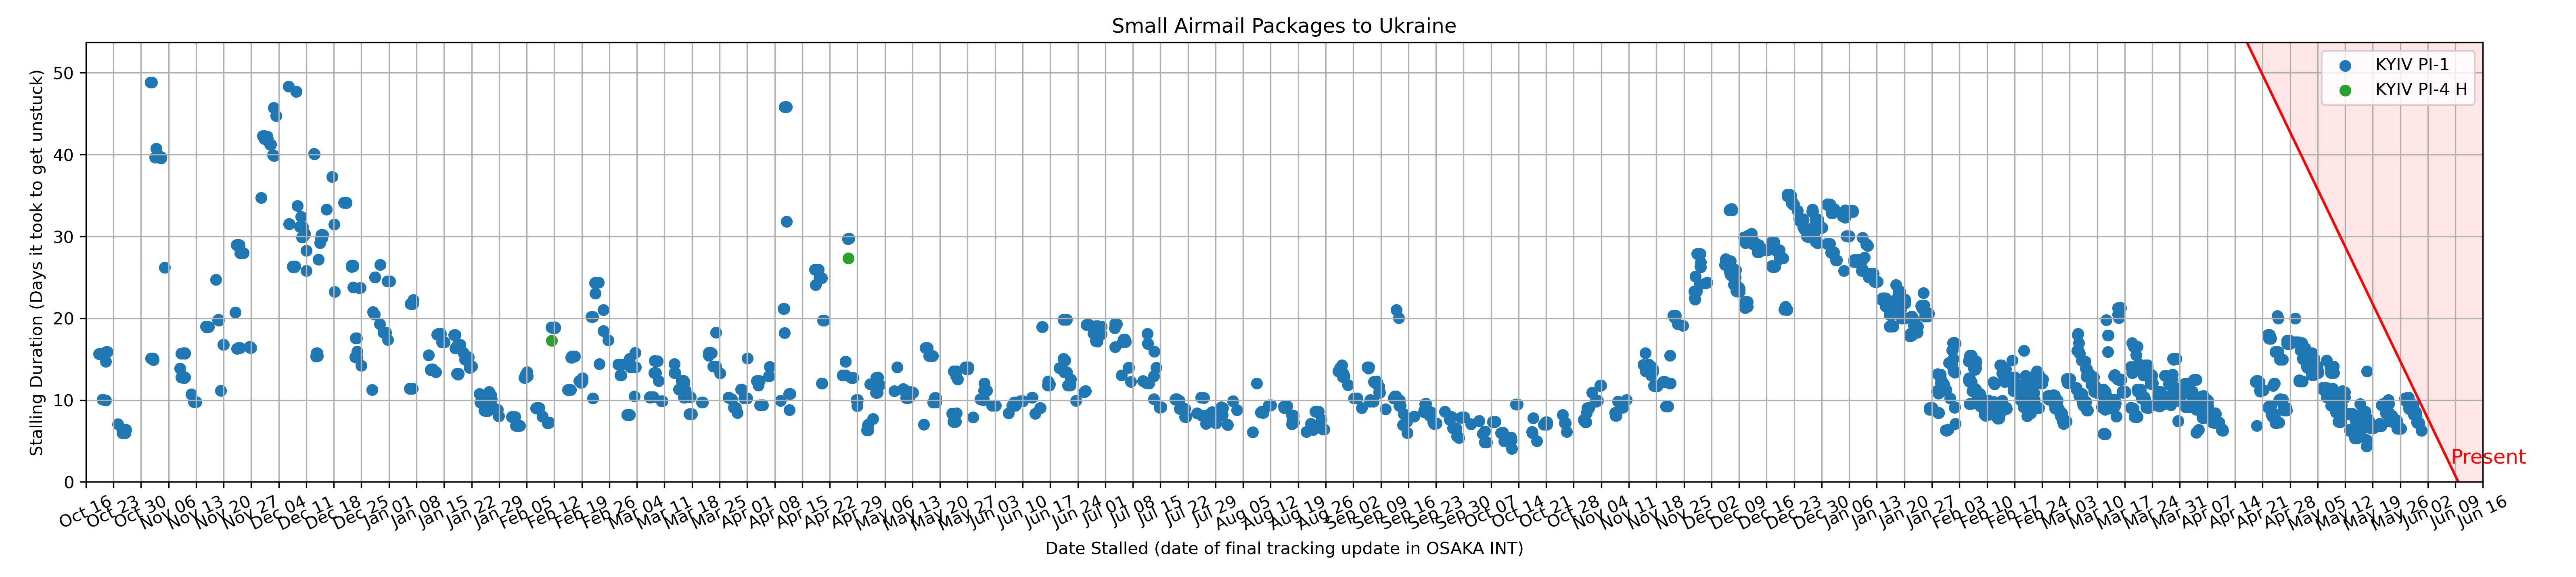 Small Airmail Packages to Ukraine
KYIV PI-1
KYIV PI-4 H
Present
Stalling Duration (Days it took to get unstuck)
50
40
30
20
10
0
Oct 16 Oct 23 Oct 30 Nov 06 Nov 13 Nov 20 Nov 27 Dec 04 Dec 11 Dec 18 Dec 25 Jan 01 Jan 08 Jan 15 Jan 22 Jan 29 Feb 05 Feb 12 Feb 19 Feb 26 Mar 04 Mar 11 Mar 18 Mar 25 Apr 01 Apr 08 Apr 15 Apr 22 Apr 29 May 06 May 13 May 20 May 27 Jun 03 Jun 10 Jun 17 Jun 24 Jul 01 Jul 08 Jul 15 Jul 22 Jul 29 Aug 05 Aug 12 Aug 19 Aug 26 Sep 02 Sep 09 Sep 16 Sep 23 Sep 30 Oct 07 Oct 14 Oct 21 Oct 28 Nov 04 Nov 11 Nov 18 Nov 25 Dec 02 Dec 09 Dec 16 Dec 23 Dec 30 Jan 06 Jan 13 Jan 20 Jan 27 Feb 03 Feb 10 Feb 17 Feb 24 Mar 03 Mar 10 Mar 17 Mar 24 Mar 31 Apr 07 Apr 14 Apr 21 Apr 28 May 05 May 12 May 19 May 26 Jun 02 Jun 09 Jun 16
Date Stalled (date of final tracking update in OSAKA INT)